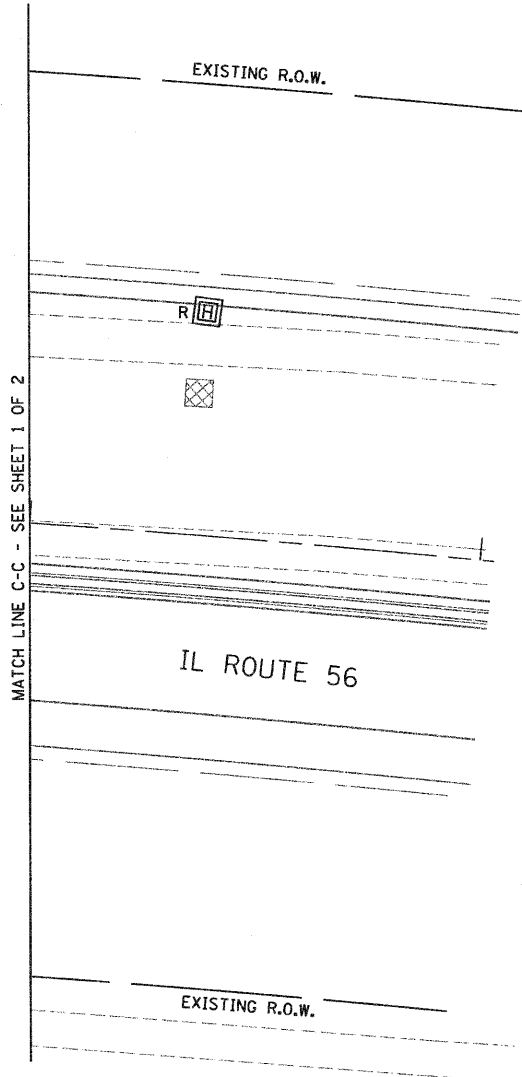 EXISTING R.O.W.
R H
MATCH LINE C-C - SEE SHEET 1 OF 2
IL ROUTE 56
EXISTING R.O.W.